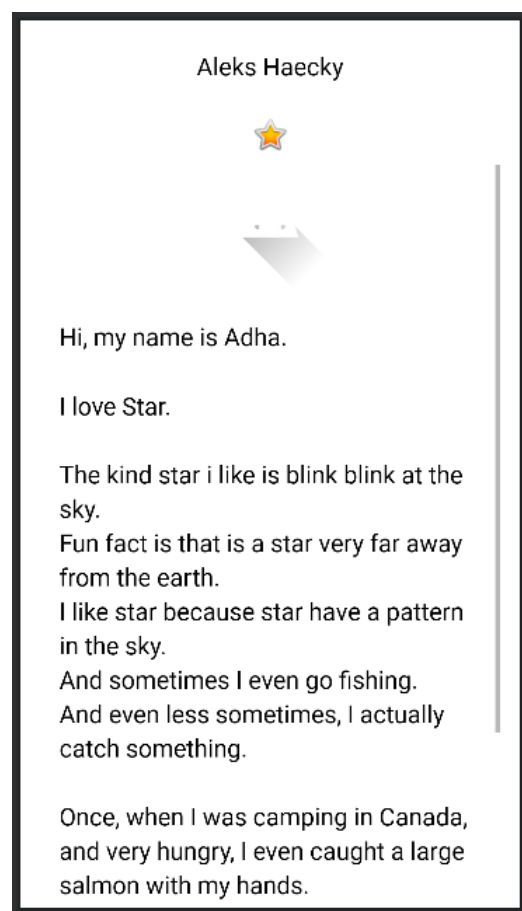 Aleks Haecky
Hi, my name is Adha.
I love Star.
The kind star i like is blink blink at the
sky.
Fun fact is that is a star very far away
from the earth.
I like star because star have a pattern
in the sky.
And sometimes I even go fishing.
And even less sometimes, I actually
catch something.
Once, when I was camping in Canada,
and very hungry, I even caught a large
salmon with my hands.